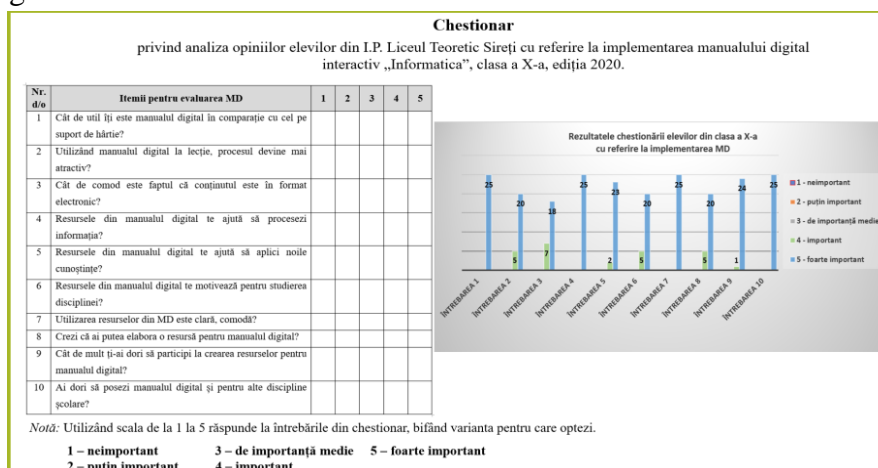 Chestionar
privind analiza opiniilor elevilor din I.P. Liceul Teoretic Sireți cu referire la implementarea manualului digital
interactiv „Informatica”, clasa a X-a, ediția 2020.
Nr. d/o Itemii pentru evaluarea MD 1 2 3 4 5
1 Cât de util îți este manualul digital în comparație cu cel pe
suport de hârtie?
2 Utilizând manualul digital la lecție, procesul devine mai
atractiv?
3 Cât de comod este faptul că conținutul este în format
electronic?
4 Resursele din manualul digital te ajută să procesezi
informația?
5 Resursele din manualul digital te ajută să aplici noile
cunoștințe?
6 Resursele din manualul digital te motivează pentru studierea
disciplinei?
7 Utilizarea resurselor din MD este clară, comodă?
8 Crezi că ai putea elabora o resursă pentru manualul digital?
9 Cât de mult ți-ai dori să participi la crearea resurselor pentru
manualul digital?
10 Ai dori să posezi manualul digital și pentru alte discipline
școlare?
Rezultatele chestionării elevilor din clasa a X-a
cu referire la implementarea MD
25 20 18 25 23 20 25 20 24 25
5 7 2 5 5 1
ÎNTREBAREA 1 ÎNTREBAREA 2 ÎNTREBAREA 3 ÎNTREBAREA 4 ÎNTREBAREA 5 ÎNTREBAREA 6 ÎNTREBAREA 7 ÎNTREBAREA 8 ÎNTREBAREA 9 ÎNTREBAREA 10
1 - neimportant
2 - puțin important
3 - de importanță medie
4 - important
5 - foarte important
Notă: Utilizând scala de la 1 la 5 răspunde la întrebările din chestionar, bifând varianta pentru care optezi.
1 – neimportant 3 – de importanță medie 5 – foarte important
2 – puțin important 4 – important